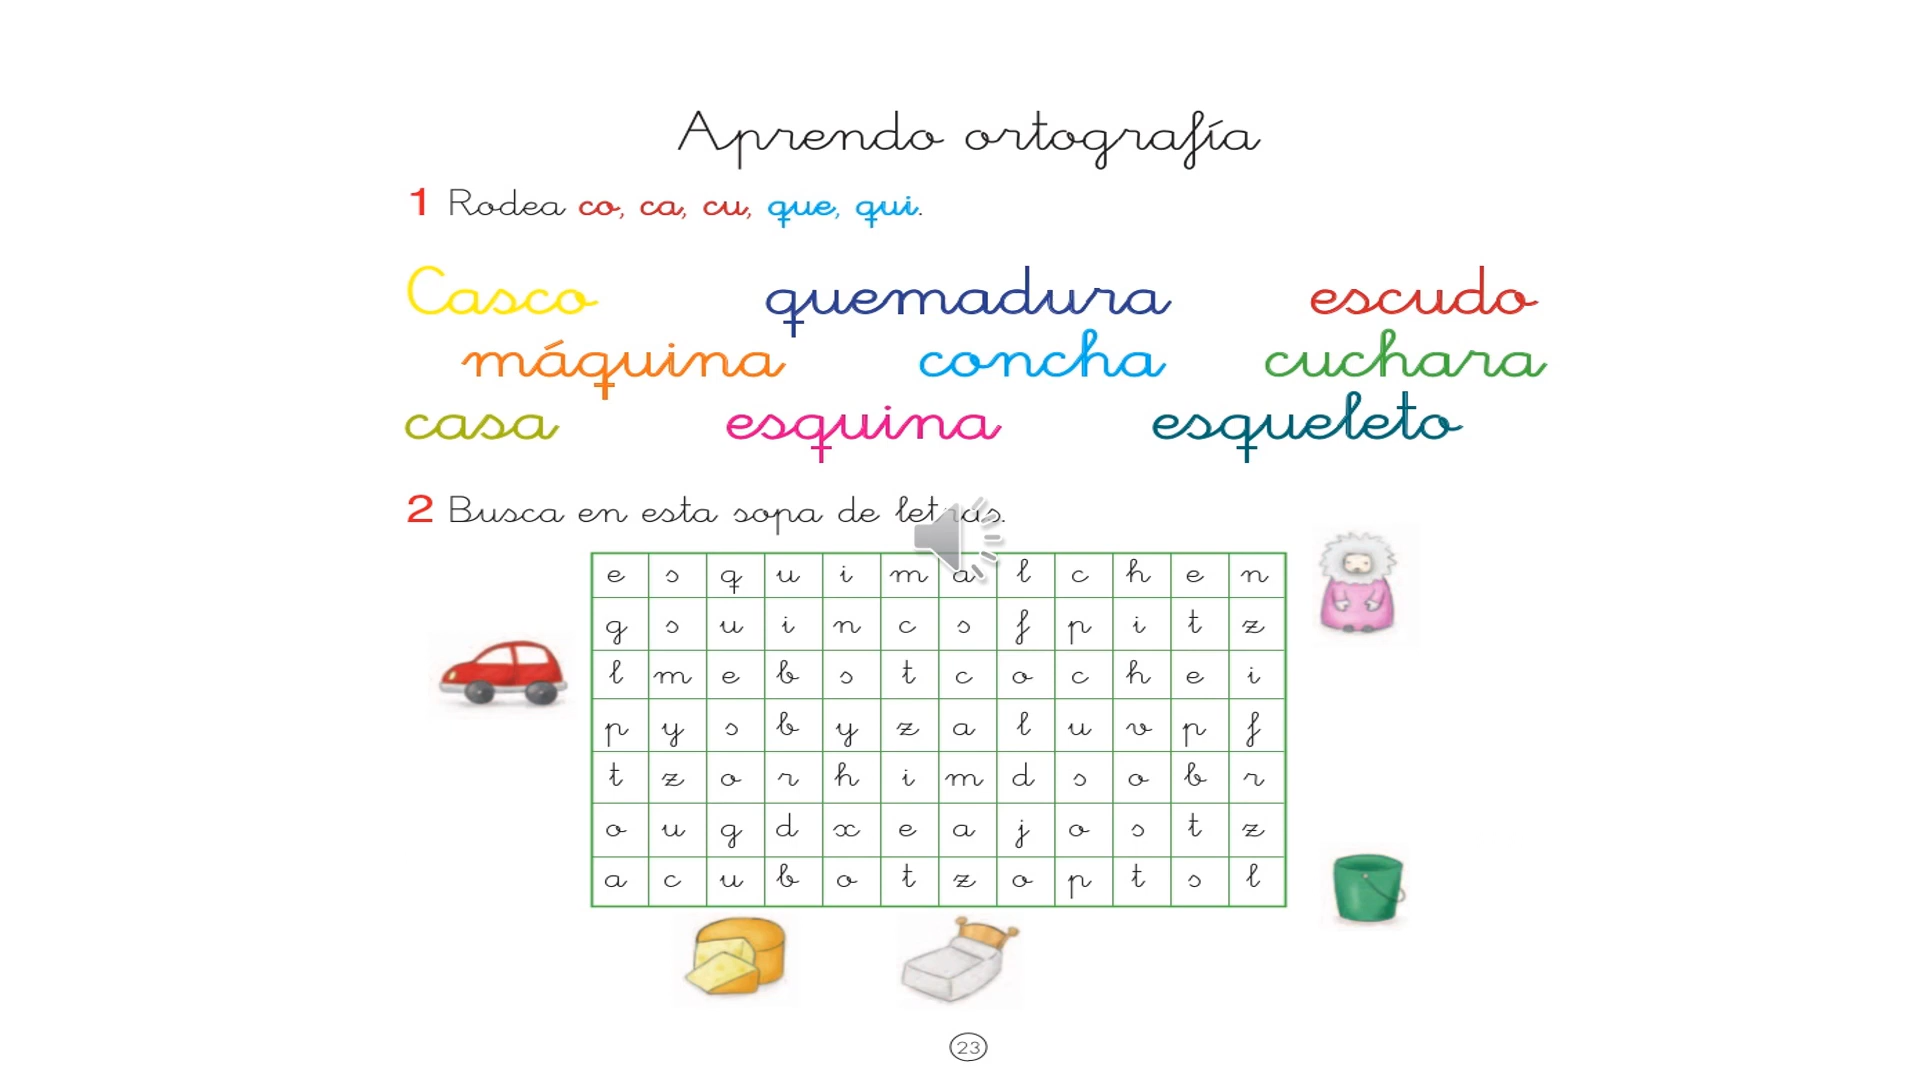 Aprendo ortografía
1 Rodea co, ca, cu, que, qui.
Casco quemadura escudo
máquina concha cuchara
casa esquina esqueleto
2 Busca en esta sopa de letras.
e s q u i m a l c h e n
g s u i n c s f p i t z
l m e b s t c o c h e i
p y s b y z a l u v p f
t z o r h i m d s o b r
o u g d x e a j o s t z
a c u b o t z o p t s l
23